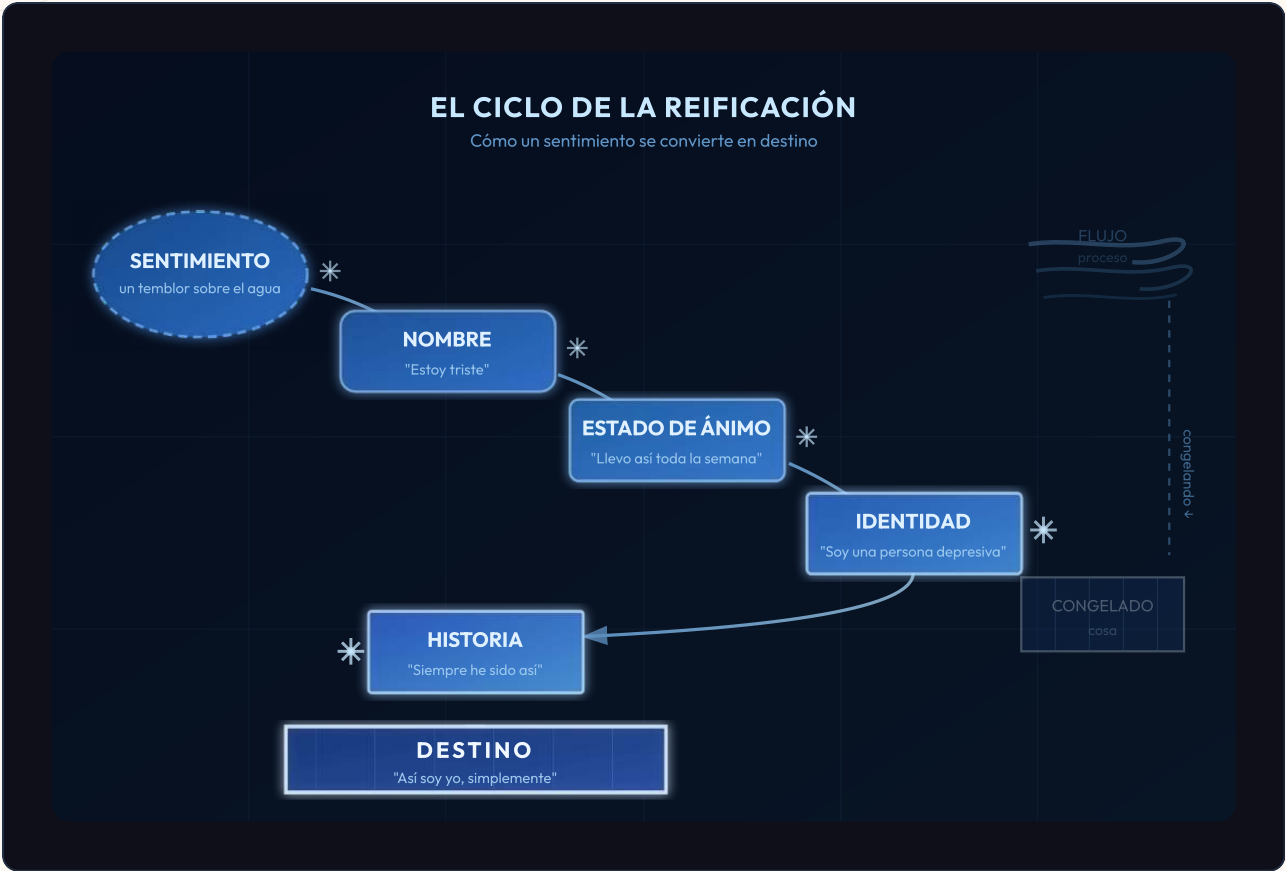 EL CICLO DE LA REIFICACIÓN
Cómo un sentimiento se convierte en destino
SENTIMIENTO
un temblor sobre el agua
FLUJO
proceso
NOMBRE
"Estoy triste"
ESTADO DE ÁNIMO
"Llevo así toda la semana"
congelando ↓
IDENTIDAD
"Soy una persona depresiva"
CONGELADO
cosa
HISTORIA
"Siempre he sido así"
DESTINO
"Así soy yo, simplemente"